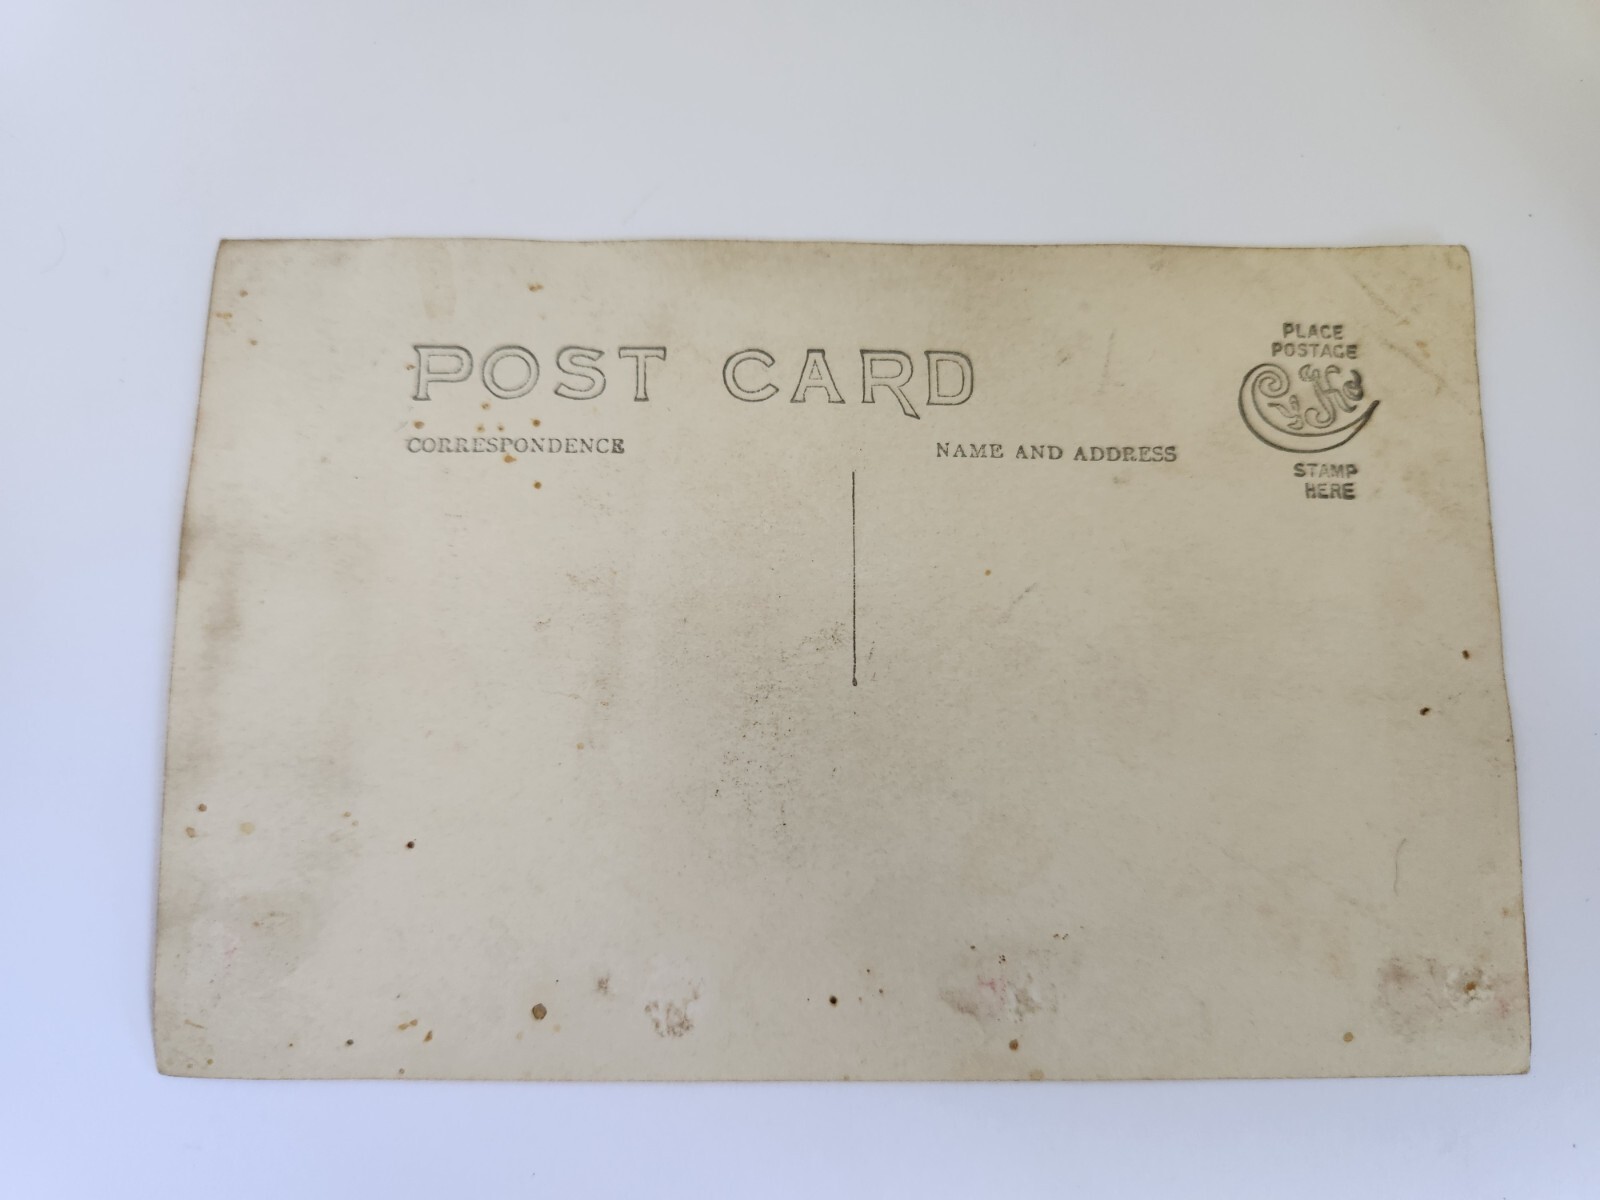 POST CARD
CORRESPONDENCE
NAME AND ADDRESS
PLACE
POSTAGE
STAMP
HERE